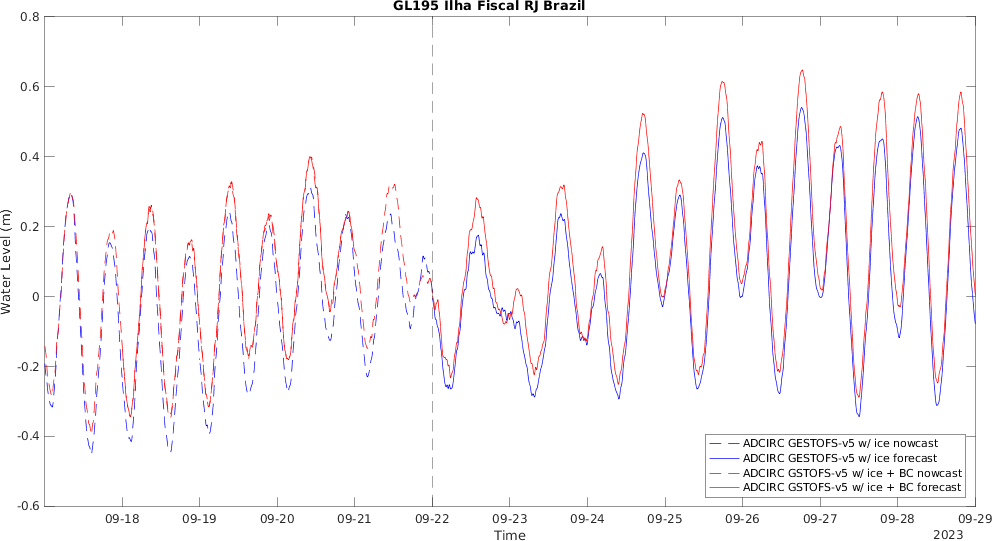 GL195 Ilha Fiscal RJ Brazil
0.8
0.6
0.4
0.2
0
-0.2
-0.4
-0.6
Water Level (m)
ADCIRC GESTOFS-v5 w/ ice nowcast
ADCIRC GESTOFS-v5 w/ ice forecast
ADCIRC GSTOFS-v5 w/ ice + BC nowcast
ADCIRC GSTOFS-v5 w/ ice + BC forecast
09-18 09-19 09-20 09-21 09-22 09-23 09-24 09-25 09-26 09-27 09-28 09-29
Time
2023